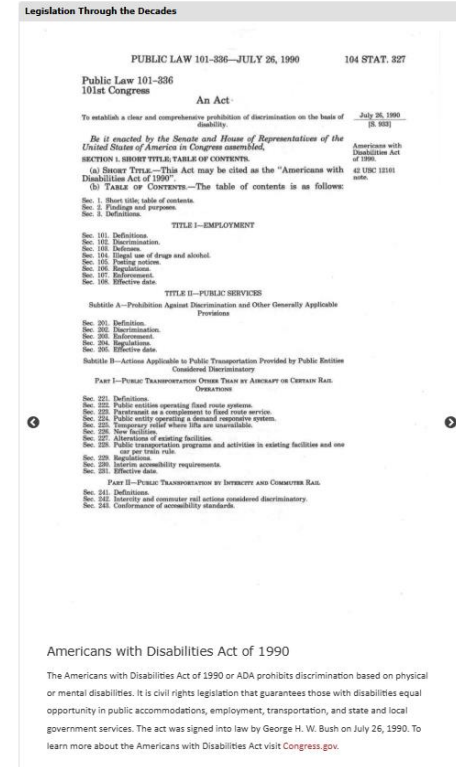 Legislation Through the Decades
PUBLIC LAW 101-336—JULY 26, 1990 104 STAT. 327
Public Law 101-336
101st Congress
An Act
To establish a clear and comprehensive prohibition of discrimination on the basis of
disability.
July 26, 1990
[S. 933]
Be it enacted by the Senate and House of Representatives of the
United States of America in Congress assembled,
Americans with
Disabilities Act
of 1990.
SECTION 1. SHORT TITLE; TABLE OF CONTENTS.
(a) SHORT TITLE.—This Act may be cited as the "Americans with
Disabilities Act of 1990".
42 USC 12101
note.
(b) TABLE OF CONTENTS.—The table of contents is as follows:
Sec. 1. Short title; table of contents.
Sec. 2. Findings and purposes.
Sec. 3. Definitions.
TITLE I—EMPLOYMENT
Sec. 101. Definitions.
Sec. 102. Discrimination.
Sec. 103. Defenses.
Sec. 104. Illegal use of drugs and alcohol.
Sec. 105. Posting notices.
Sec. 106. Regulations.
Sec. 107. Enforcement.
Sec. 108. Effective date.
TITLE II—PUBLIC SERVICES
Subtitle A—Prohibition Against Discrimination and Other Generally Applicable
Provisions
Sec. 201. Definition.
Sec. 202. Discrimination.
Sec. 203. Enforcement.
Sec. 204. Regulations.
Sec. 205. Effective date.
Subtitle B—Actions Applicable to Public Transportation Provided by Public Entities
Considered Discriminatory
PART I—PUBLIC TRANSPORTATION OTHER THAN BY AIRCRAFT OR CERTAIN RAIL
OPERATIONS
Sec. 221. Definitions.
Sec. 222. Public entities operating fixed route systems.
Sec. 223. Paratransit as a complement to fixed route service.
Sec. 224. Public entity operating a demand responsive system.
Sec. 225. Temporary relief where lifts are unavailable.
Sec. 226. New facilities.
Sec. 227. Alterations of existing facilities.
Sec. 228. Public transportation programs and activities in existing facilities and one
car per train rule.
Sec. 229. Regulations.
Sec. 230. Interim accessibility requirements.
Sec. 231. Effective date.
PART II—PUBLIC TRANSPORTATION BY INTERCITY AND COMMUTER RAIL
Sec. 241. Definitions.
Sec. 242. Intercity and commuter rail actions considered discriminatory.
Sec. 243. Conformance of accessibility standards.
Americans with Disabilities Act of 1990
The Americans with Disabilities Act of 1990 or ADA prohibits discrimination based on physical
or mental disabilities. It is civil rights legislation that guarantees those with disabilities equal
opportunity in public accommodations, employment, transportation, and state and local
government services. The act was signed into law by George H. W. Bush on July 26, 1990. To
learn more about the Americans with Disabilities Act visit Congress.gov.